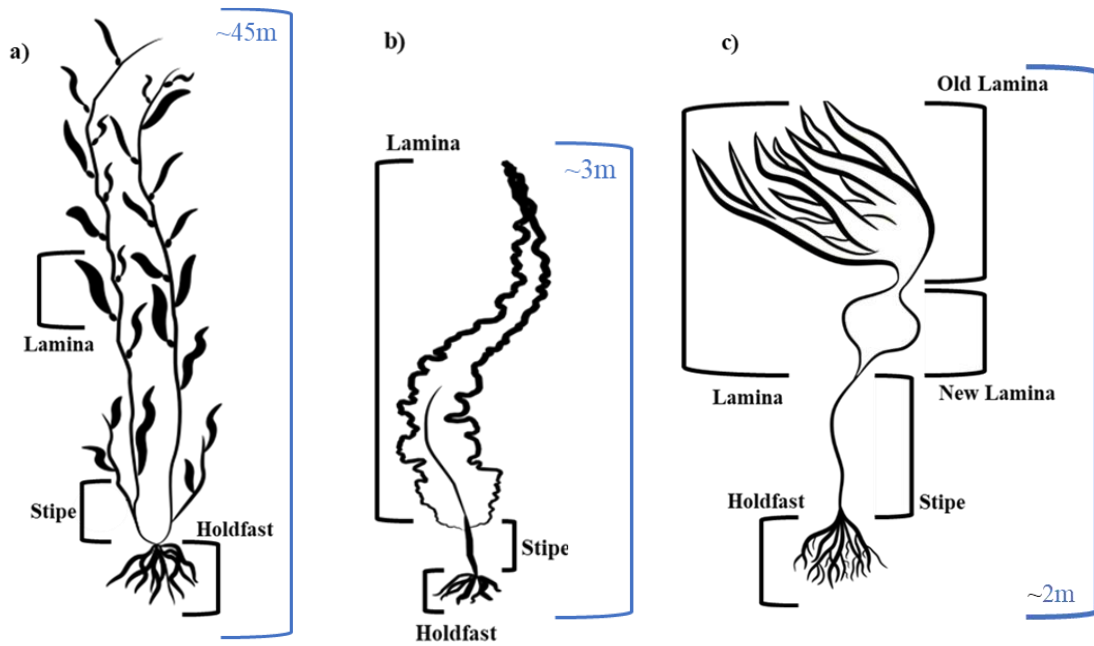 a)
~45m
Lamina
Stipe
Holdfast
b)
Lamina
~3m
Stipe
Holdfast
c)
Old Lamina
Lamina
New Lamina
Holdfast
Stipe
~2m